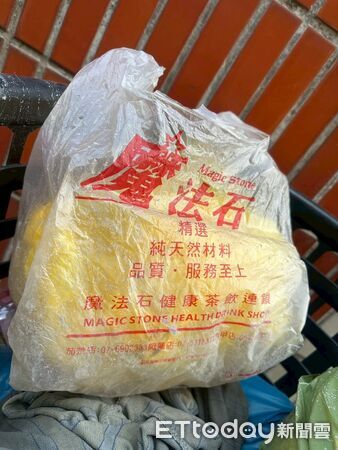 Magic Stone
魔法石
精選
純天然材料
品質・服務至上
魔法石健康茶飲連鎖
MAGIC STONE HEALTH DRINK SHOP
ETtoday新聞雲